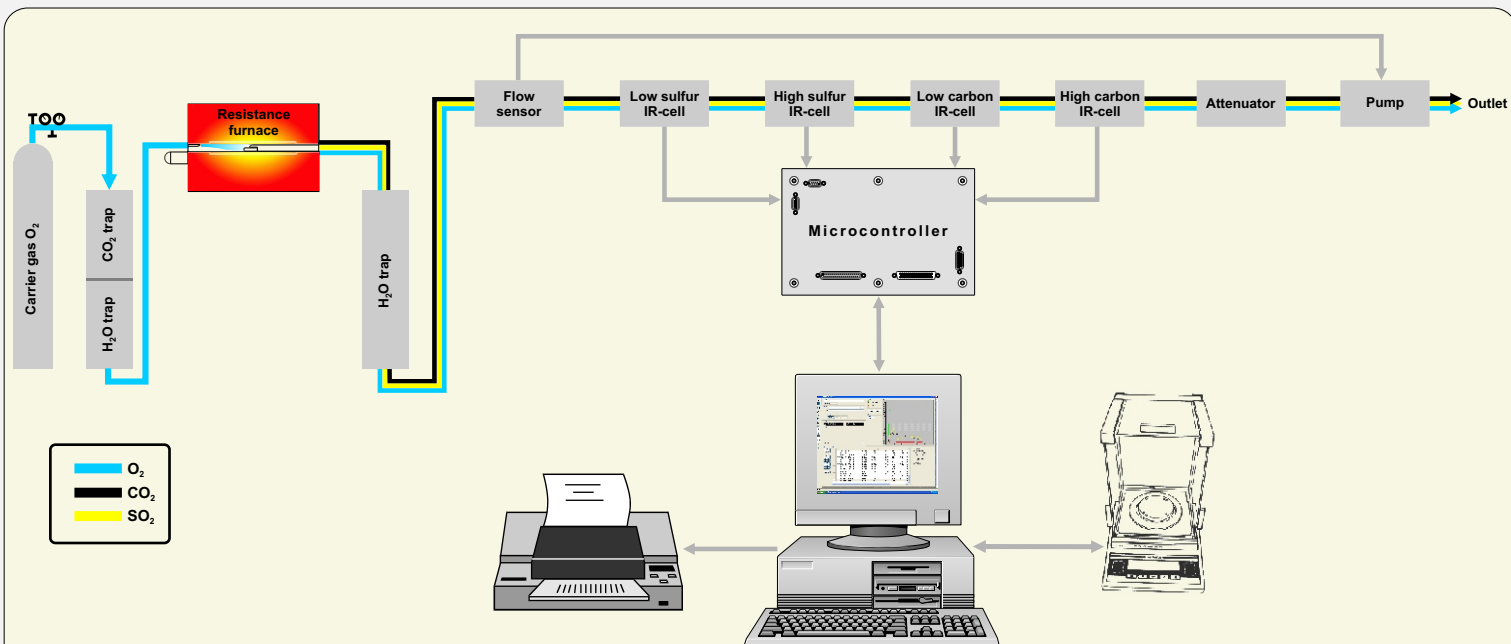 Carrier gas O₂
CO₂ trap
H₂O trap
Resistance
furnace
H₂O trap
Flow
sensor
Low sulfur
IR-cell
High sulfur
IR-cell
Low carbon
IR-cell
High carbon
IR-cell
Attenuator
Pump
Outlet
Microcontroller
O₂
CO₂
SO₂